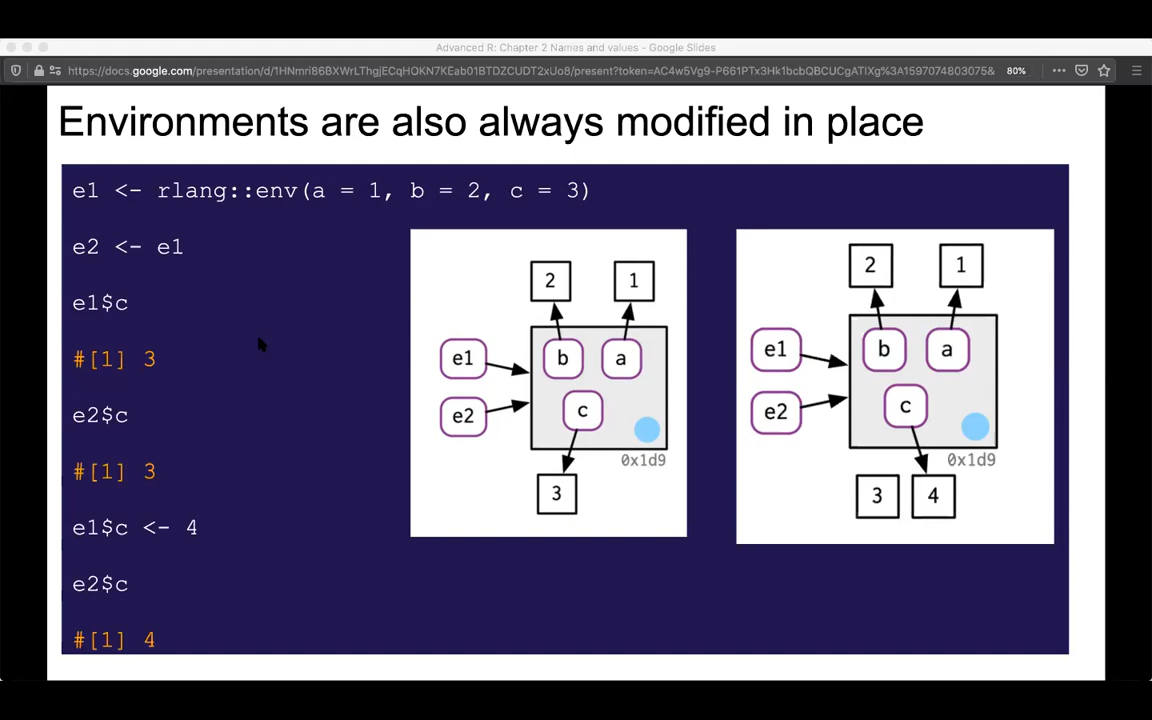 Advanced R: Chapter 2 Names and values - Google Slides
80%
Environments are also always modified in place
e1 <- rlang::env(a = 1, b = 2, c = 3)
e2 <- e1
e1$c
#[1] 3
e2$c
#[1] 3
e1$c <- 4
e2$c
#[1] 4
2 1
e1 b a
e2 c
0x1d9
3
2 1
e1 b a
e2 c
0x1d9
3 4